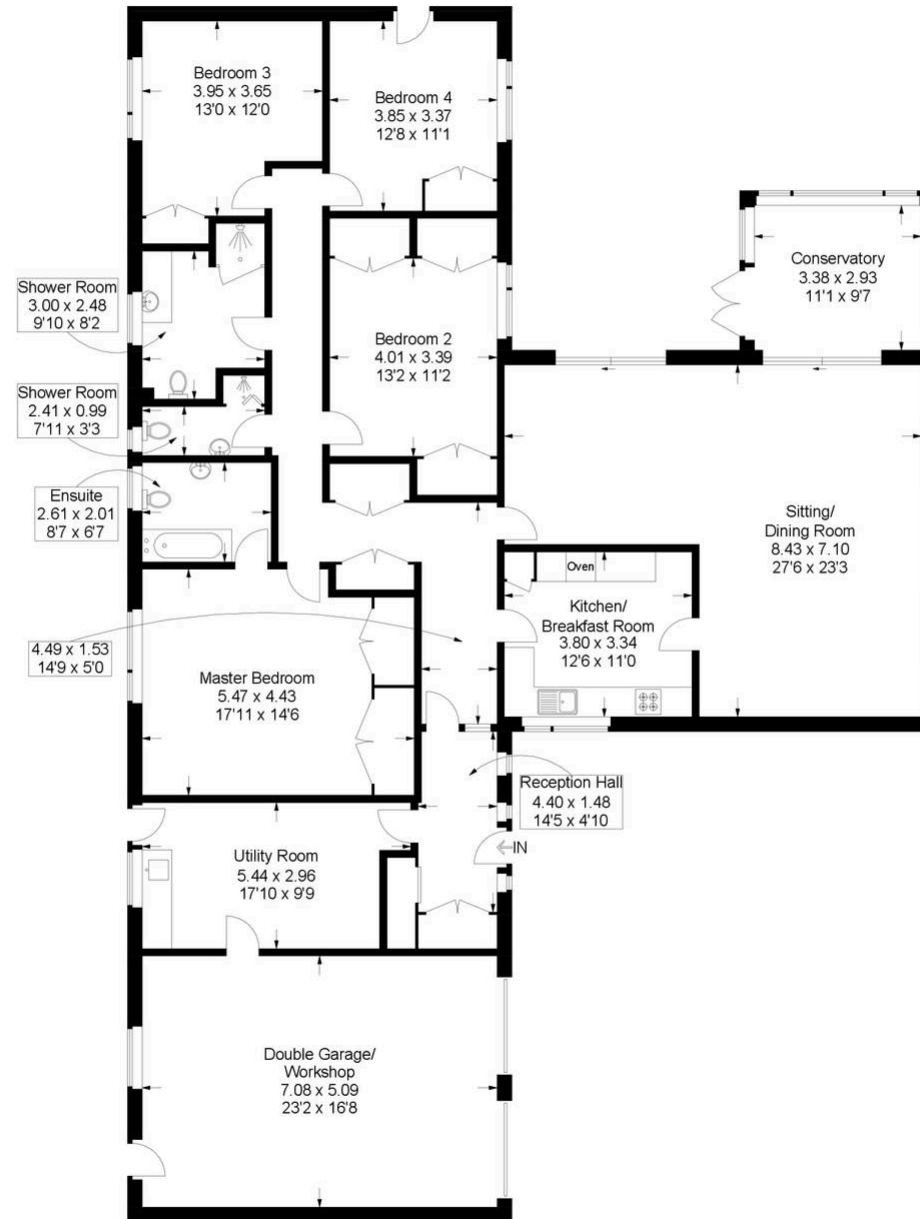 Bedroom 3
3.95 x 3.65
13'0 x 12'0
Bedroom 4
3.85 x 3.37
12'8 x 11'1
Conservatory
3.38 x 2.93
11'1 x 9'7
Shower Room
3.00 x 2.48
9'10 x 8'2
Bedroom 2
4.01 x 3.39
13'2 x 11'2
Shower Room
2.41 x 0.99
7'11 x 3'3
Ensuite
2.61 x 2.01
8'7 x 6'7
Sitting/
Dining Room
8.43 x 7.10
27'6 x 23'3
Oven
Kitchen/
Breakfast Room
3.80 x 3.34
12'6 x 11'0
4.49 x 1.53
14'9 x 5'0
Master Bedroom
5.47 x 4.43
17'11 x 14'6
Reception Hall
4.40 x 1.48
14'5 x 4'10
IN
Utility Room
5.44 x 2.96
17'10 x 9'9
Double Garage/
Workshop
7.08 x 5.09
23'2 x 16'8